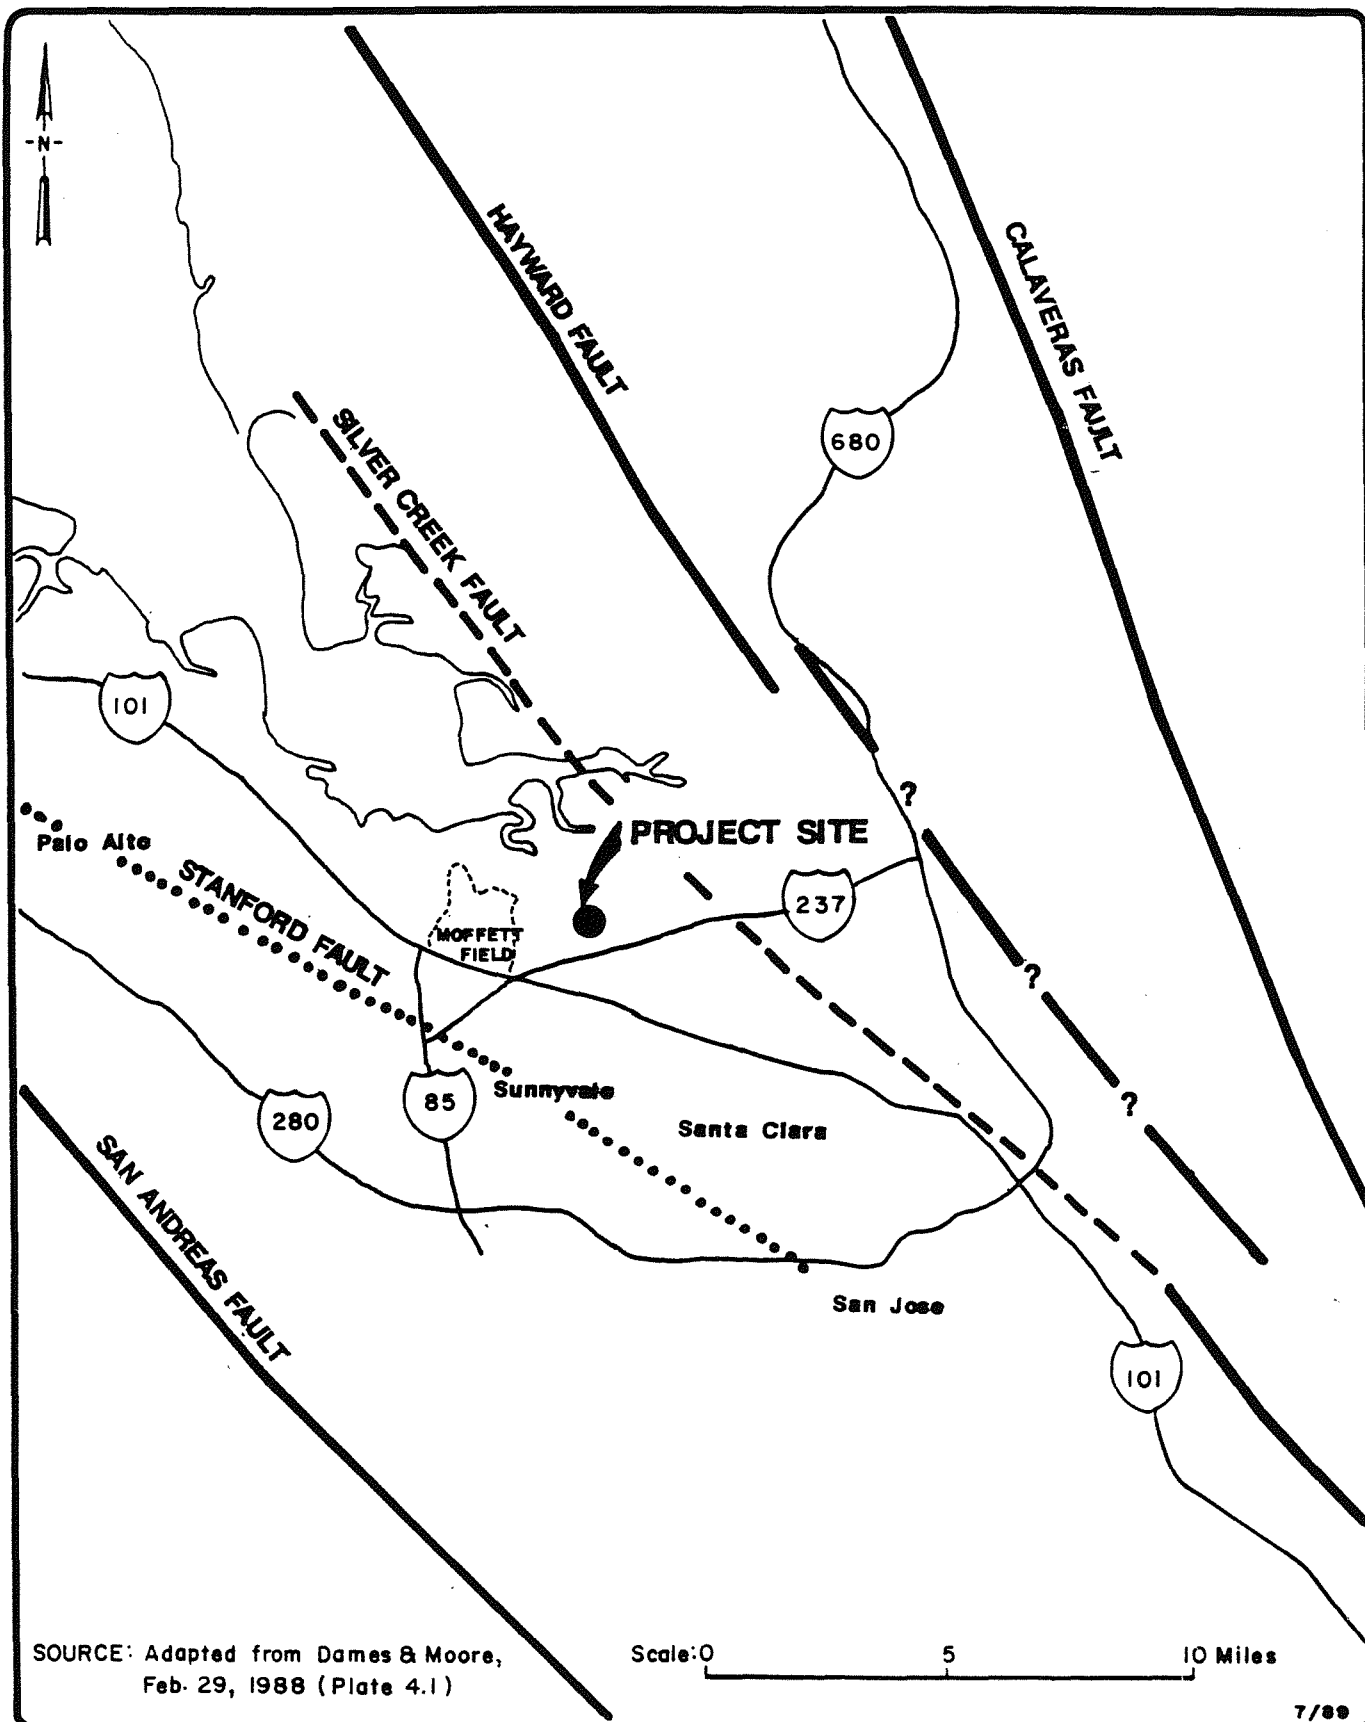 -N-
HAYWARD FAULT
CALAVERAS FAULT
SILVER CREEK FAULT
680
101
PROJECT SITE
Palo Alto
STANFORD FAULT
237
MOFFETT
FIELD
?
?
?
280
85
Sunnyvale
Santa Clara
SAN ANDREAS FAULT
San Jose
101
SOURCE: Adapted from Dames & Moore,
Feb. 29, 1988 (Plate 4.1)
Scale: 0 5 10 Miles
7/89